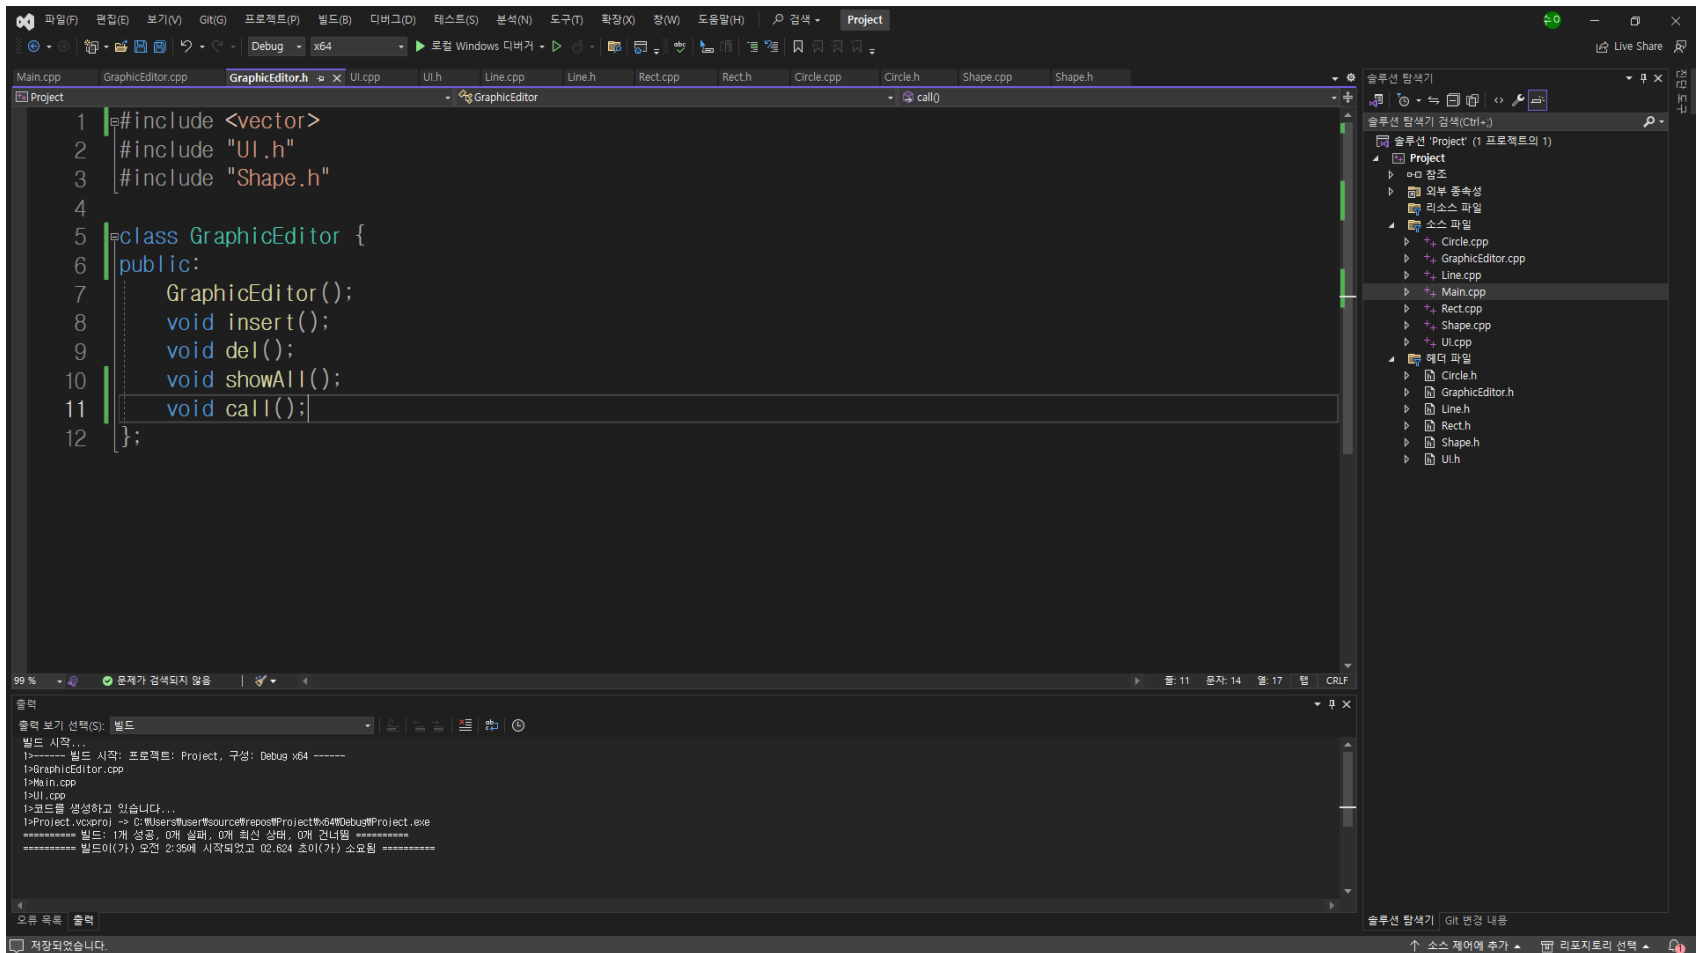 파일(F) 편집(E) 보기(V) Git(G) 프로젝트(P) 빌드(B) 디버그(D) 테스트(S) 분석(N) 도구(T) 확장(X) 창(W) 도움말(H) 검색 Project
Debug x64 로컬 Windows 디버거 Live Share
Main.cpp GraphicEditor.cpp GraphicEditor.h UI.cpp UI.h Line.cpp Line.h Rect.cpp Rect.h Circle.cpp Circle.h Shape.cpp Shape.h
Project GraphicEditor call()
1 #include <vector>
2 #include "UI.h"
3 #include "Shape.h"
4
5 class GraphicEditor {
6 public:
7 GraphicEditor();
8 void insert();
9 void del();
10 void showAll();
11 void call();
12 };
99 % 문제가 검색되지 않음 줄: 11 문자: 14 열: 17 탭 CRLF
출력
출력 보기 선택(S): 빌드
빌드 시작...
1>------ 빌드 시작: 프로젝트: Project, 구성: Debug x64 ------
1>GraphicEditor.cpp
1>Main.cpp
1>UI.cpp
1>코드를 생성하고 있습니다...
1>Project.vcxproj -> C:₩Users₩user₩source₩repos₩Project₩x64₩Debug₩Project.exe
========== 빌드: 1개 성공, 0개 실패, 0개 최신 상태, 0개 건너뜀 ==========
========== 빌드이(가) 오전 2:35에 시작되었고 02.624 초이(가) 소요됨 ==========
오류 목록 출력
저장되었습니다.
솔루션 탐색기
솔루션 탐색기 검색(Ctrl+;)
솔루션 'Project' (1 프로젝트의 1)
Project
참조
외부 종속성
리소스 파일
소스 파일
Circle.cpp
GraphicEditor.cpp
Line.cpp
Main.cpp
Rect.cpp
Shape.cpp
UI.cpp
헤더 파일
Circle.h
GraphicEditor.h
Line.h
Rect.h
Shape.h
UI.h
솔루션 탐색기 Git 변경 내용
소스 제어에 추가 리포지토리 선택 1
진단 도구